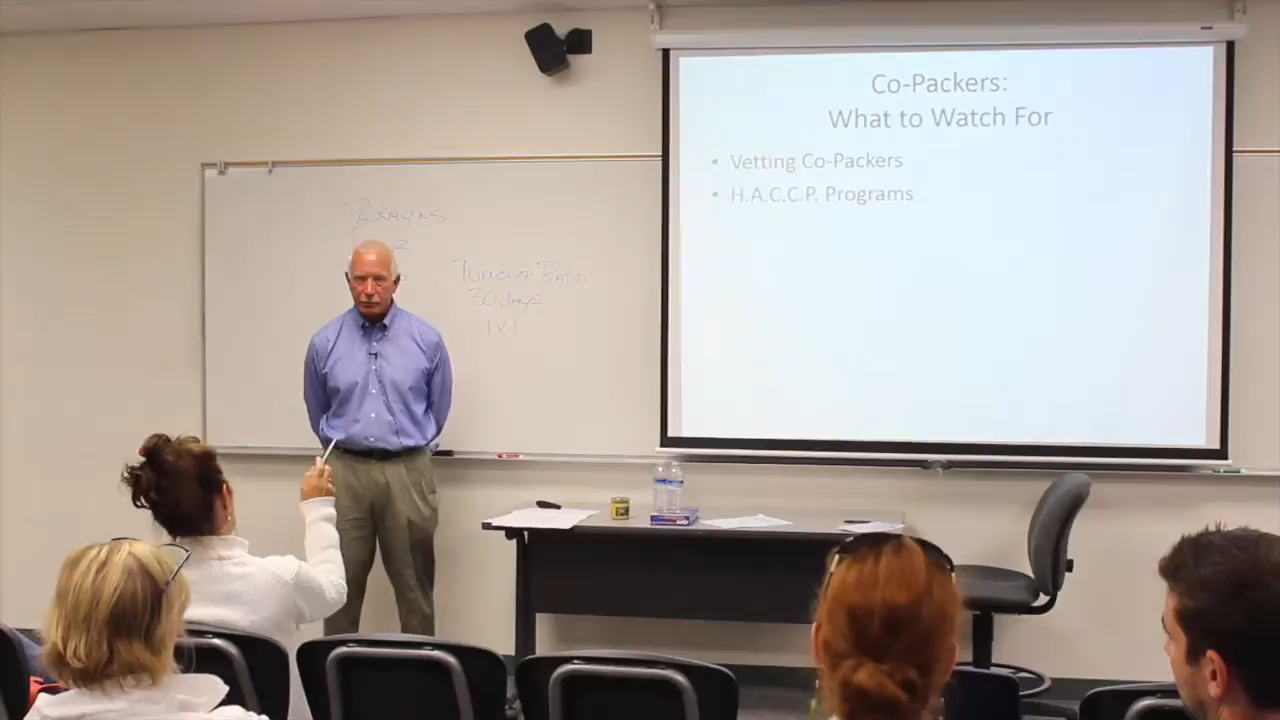 Co-Packers:
What to Watch For
• Vetting Co-Packers
• H.A.C.C.P. Programs
Turnover Ratio
30 days
1x1